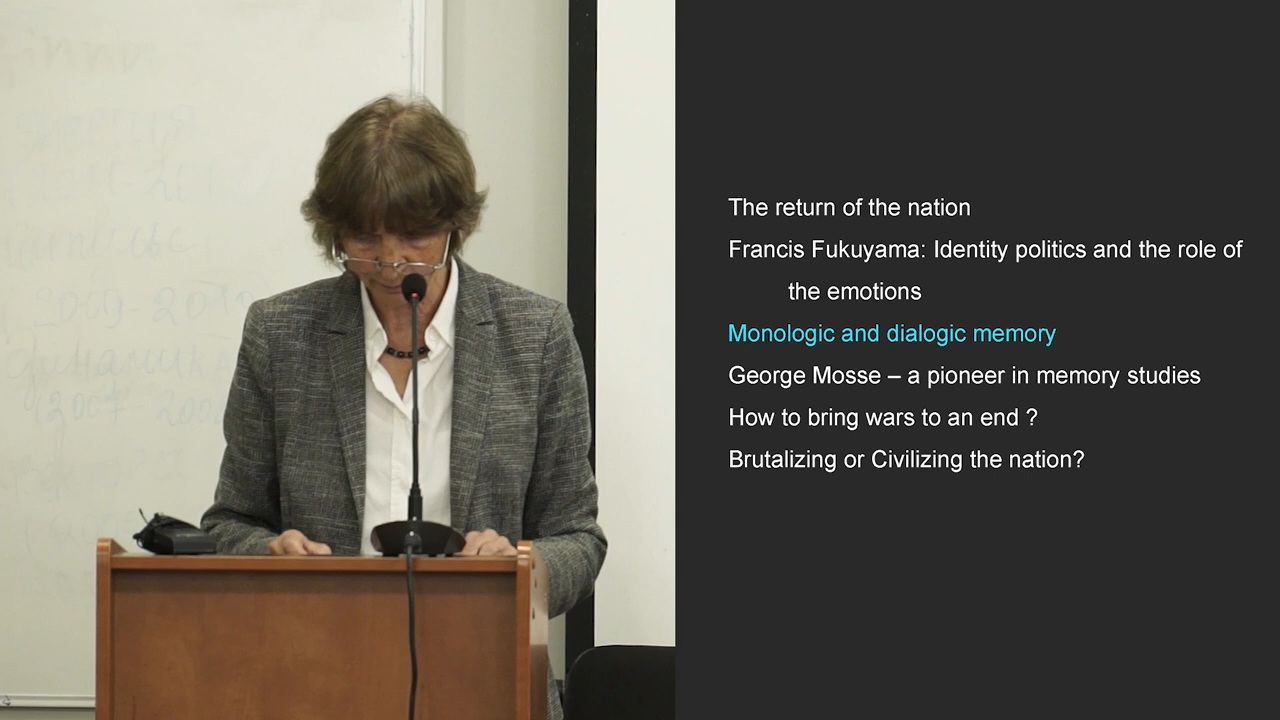 The return of the nation
Francis Fukuyama: Identity politics and the role of
the emotions
Monologic and dialogic memory
George Mosse – a pioneer in memory studies
How to bring wars to an end ?
Brutalizing or Civilizing the nation?